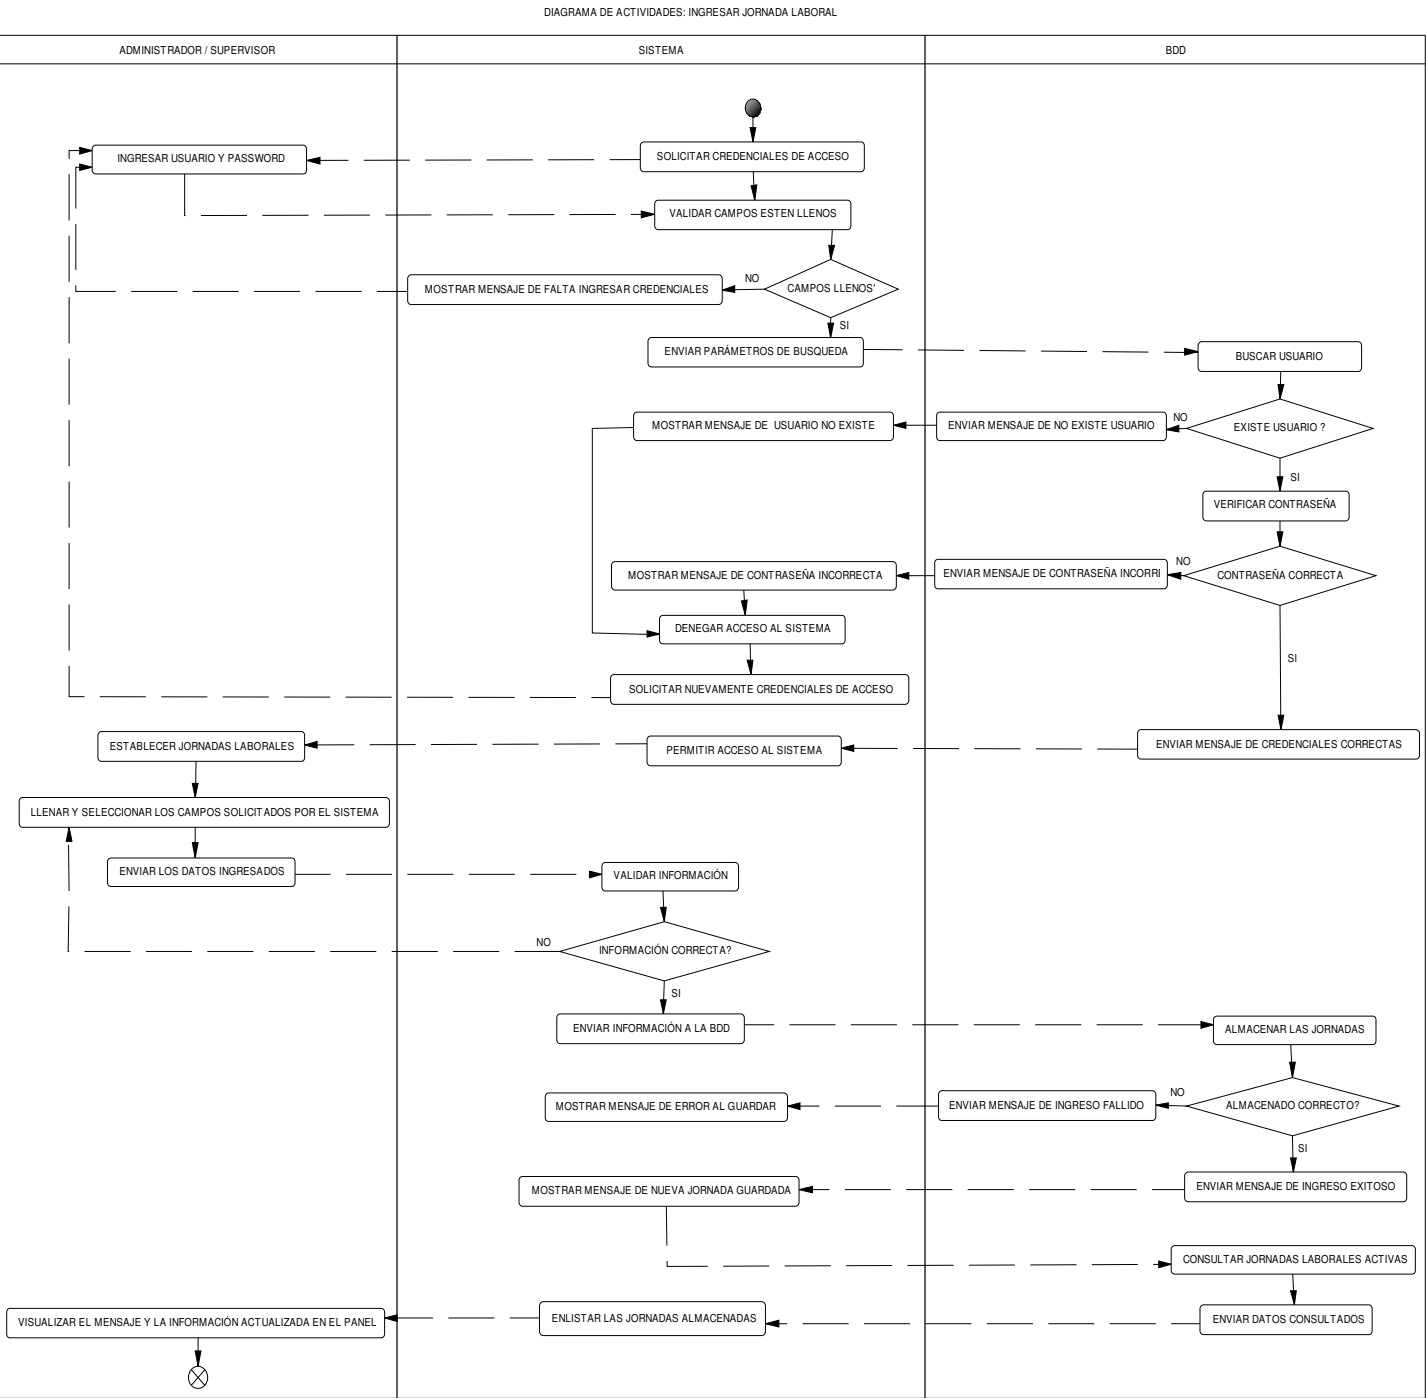 DIAGRAMA DE ACTIVIDADES: INGRESAR JORNADA LABORAL
ADMINISTRADOR / SUPERVISOR
SISTEMA
BDD
INGRESAR USUARIO Y PASSWORD
SOLICITAR CREDENCIALES DE ACCESO
VALIDAR CAMPOS ESTEN LLENOS
MOSTRAR MENSAJE DE FALTA INGRESAR CREDENCIALES
NO
CAMPOS LLENOS'
SI
ENVIAR PARÁMETROS DE BUSQUEDA
BUSCAR USUARIO
MOSTRAR MENSAJE DE USUARIO NO EXISTE
ENVIAR MENSAJE DE NO EXISTE USUARIO
NO
EXISTE USUARIO ?
SI
VERIFICAR CONTRASEÑA
MOSTRAR MENSAJE DE CONTRASEÑA INCORRECTA
ENVIAR MENSAJE DE CONTRASEÑA INCORRI
NO
CONTRASEÑA CORRECTA
DENEGAR ACCESO AL SISTEMA
SI
SOLICITAR NUEVAMENTE CREDENCIALES DE ACCESO
ESTABLECER JORNADAS LABORALES
PERMITIR ACCESO AL SISTEMA
ENVIAR MENSAJE DE CREDENCIALES CORRECTAS
LLENAR Y SELECCIONAR LOS CAMPOS SOLICITADOS POR EL SISTEMA
ENVIAR LOS DATOS INGRESADOS
VALIDAR INFORMACIÓN
NO
INFORMACIÓN CORRECTA?
SI
ENVIAR INFORMACIÓN A LA BDD
ALMACENAR LAS JORNADAS
MOSTRAR MENSAJE DE ERROR AL GUARDAR
ENVIAR MENSAJE DE INGRESO FALLIDO
NO
ALMACENADO CORRECTO?
SI
MOSTRAR MENSAJE DE NUEVA JORNADA GUARDADA
ENVIAR MENSAJE DE INGRESO EXITOSO
CONSULTAR JORNADAS LABORALES ACTIVAS
VISUALIZAR EL MENSAJE Y LA INFORMACIÓN ACTUALIZADA EN EL PANEL
ENLISTAR LAS JORNADAS ALMACENADAS
ENVIAR DATOS CONSULTADOS